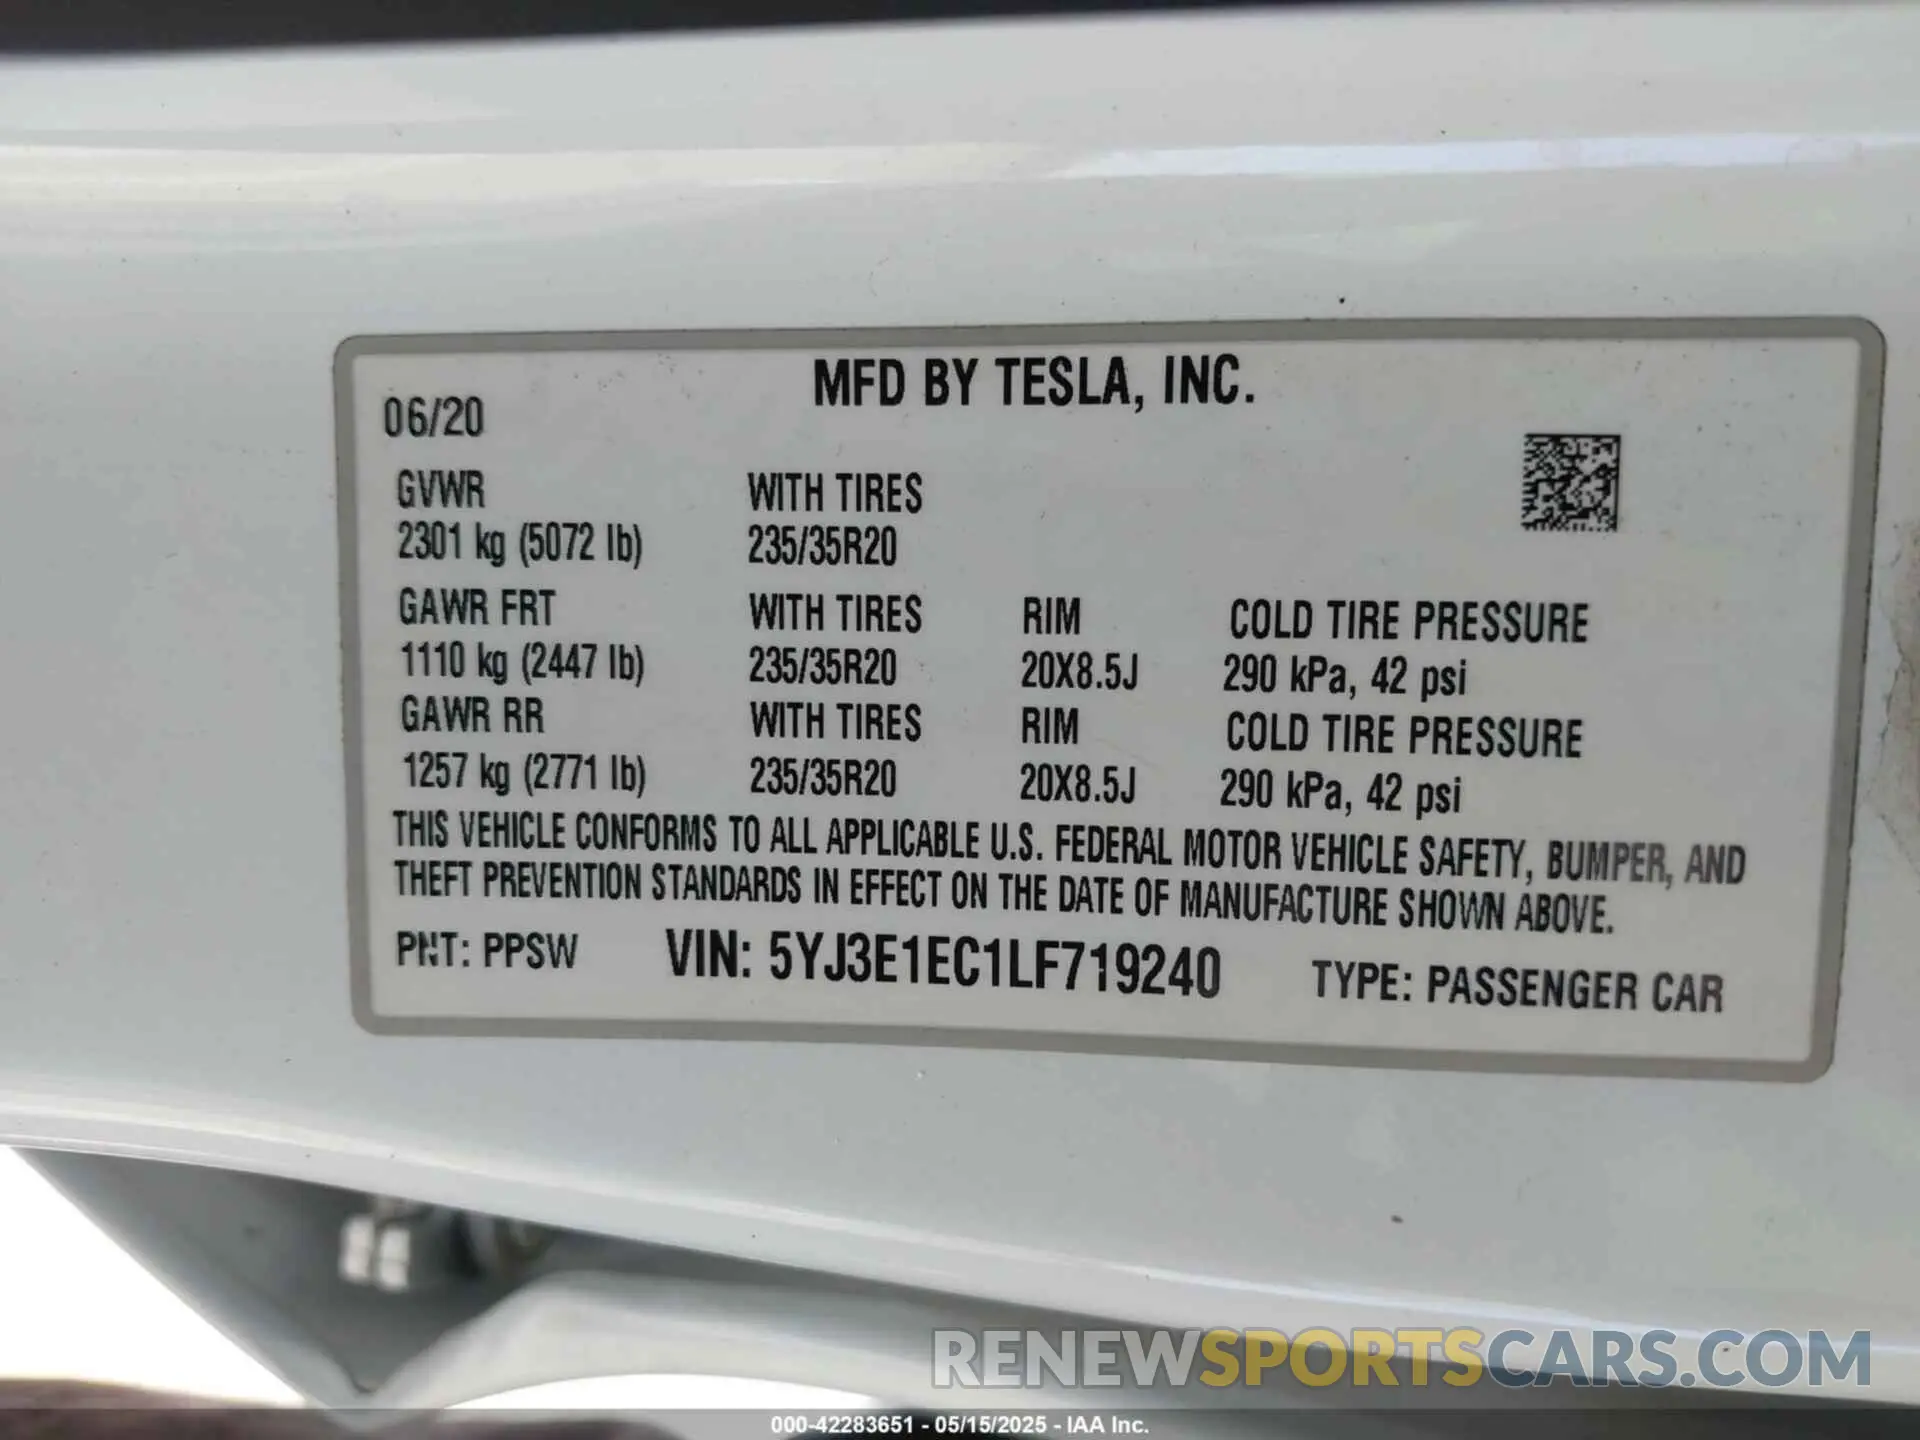 MFD BY TESLA, INC.
06/20
GVWR WITH TIRES
2301 kg (5072 lb) 235/35R20
GAWR FRT WITH TIRES RIM COLD TIRE PRESSURE
1110 kg (2447 lb) 235/35R20 20X8.5J 290 kPa, 42 psi
GAWR RR WITH TIRES RIM COLD TIRE PRESSURE
1257 kg (2771 lb) 235/35R20 20X8.5J 290 kPa, 42 psi
THIS VEHICLE CONFORMS TO ALL APPLICABLE U.S. FEDERAL MOTOR VEHICLE SAFETY, BUMPER, AND
THEFT PREVENTION STANDARDS IN EFFECT ON THE DATE OF MANUFACTURE SHOWN ABOVE.
PNT: PPSW VIN: 5YJ3E1EC1LF719240 TYPE: PASSENGER CAR
RENEWSPORTSCARS.COM
000-42283651 - 05/15/2025 - IAA Inc.